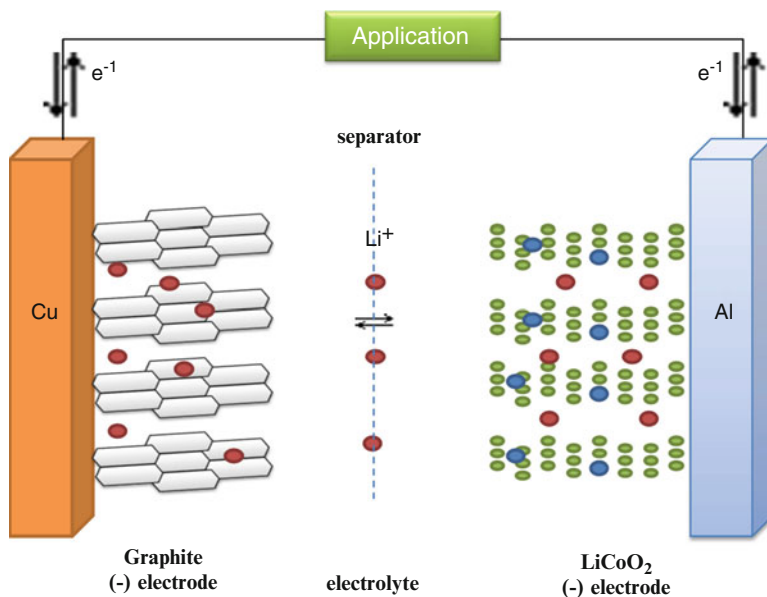 Application
e⁻¹
e⁻¹
separator
Li⁺
Cu
Al
Graphite
(-) electrode
electrolyte
LiCoO₂
(-) electrode